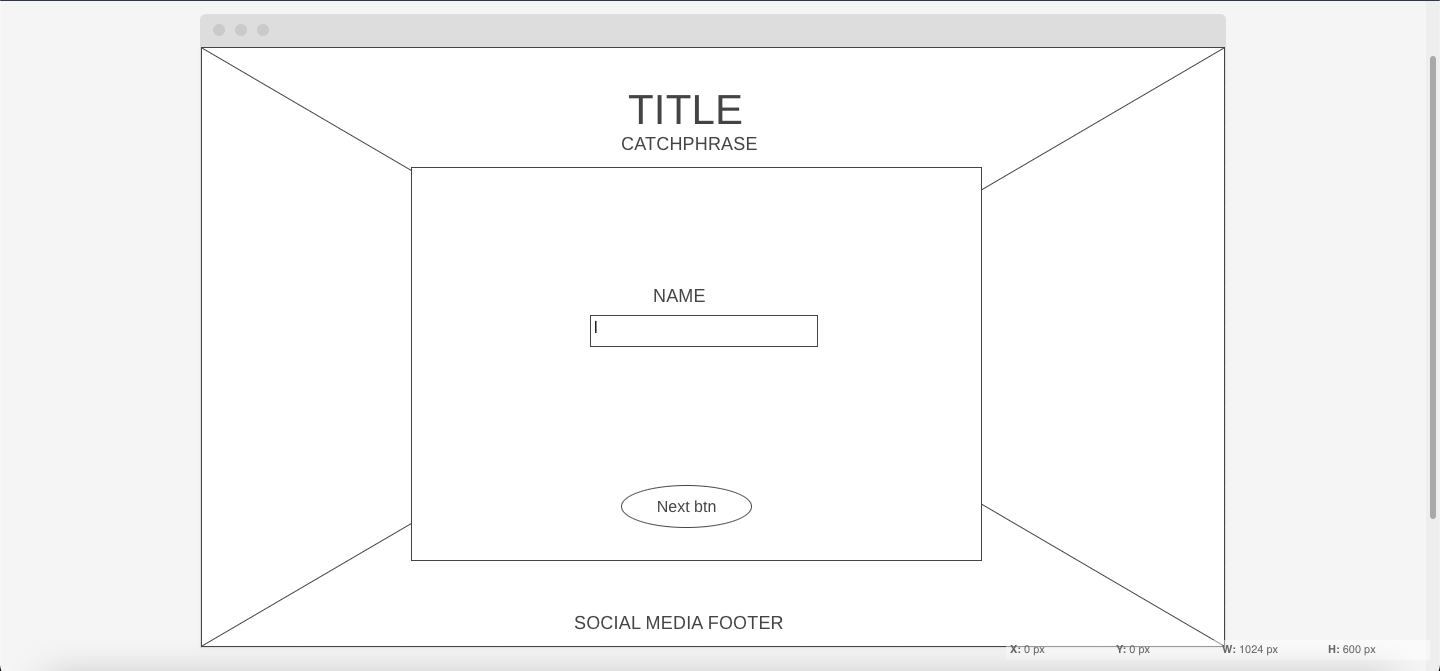 TITLE
CATCHPHRASE
NAME
Next btn
SOCIAL MEDIA FOOTER
X: 0 px Y: 0 px W: 1024 px H: 600 px